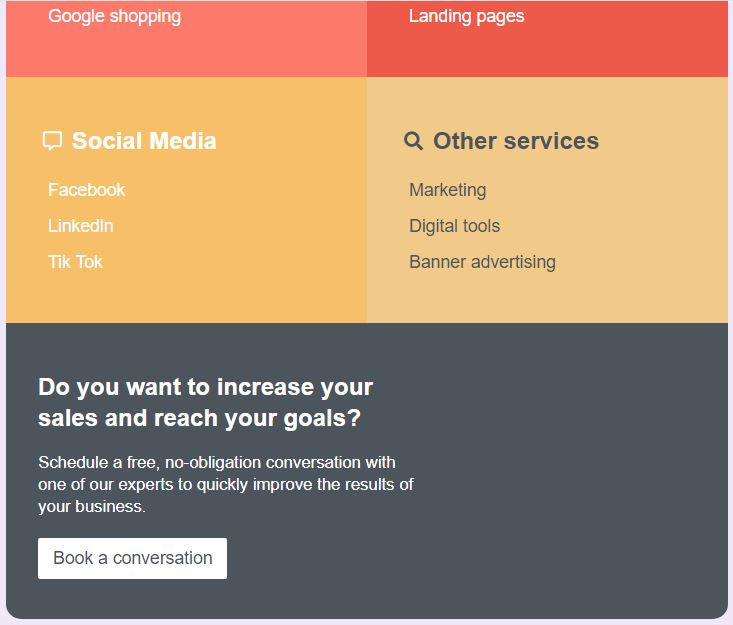 Google shopping
Landing pages
Social Media
Facebook
LinkedIn
Tik Tok
Other services
Marketing
Digital tools
Banner advertising
Do you want to increase your
sales and reach your goals?
Schedule a free, no-obligation conversation with
one of our experts to quickly improve the results of
your business.
Book a conversation